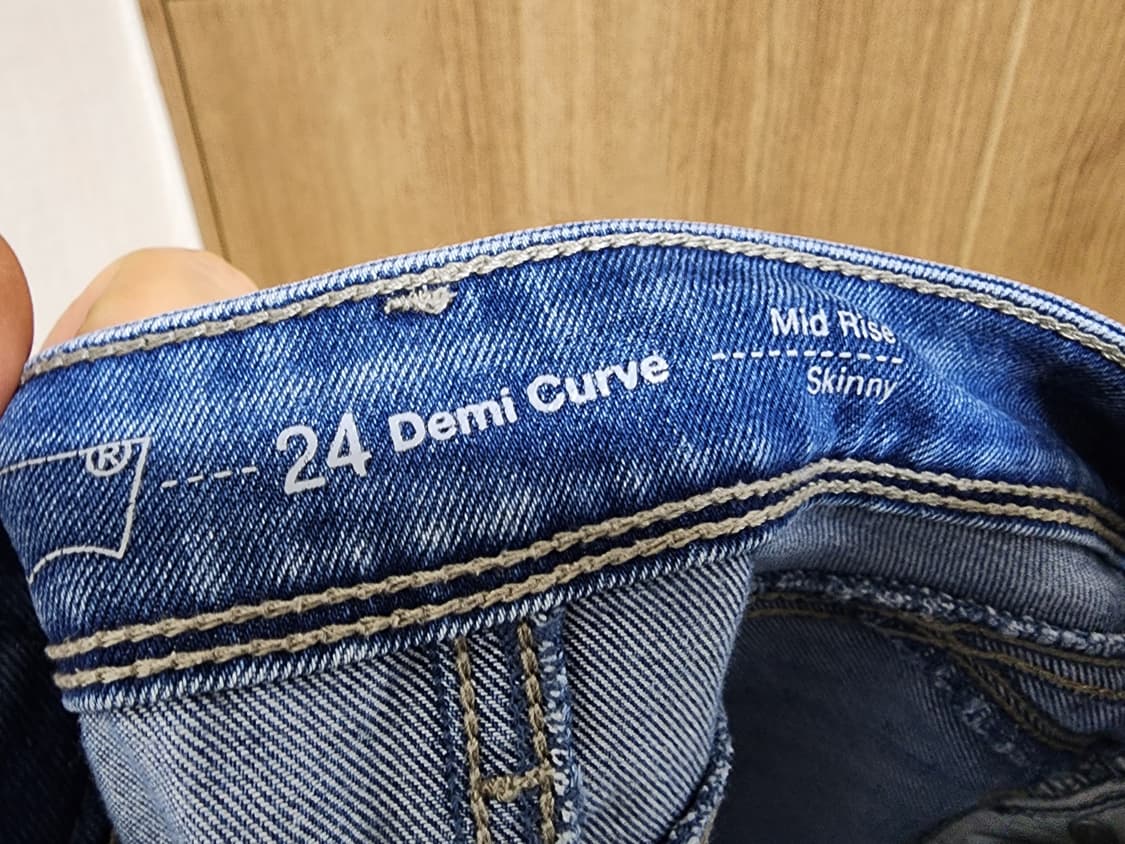 ® 24 Demi Curve
Mid Rise
Skinny